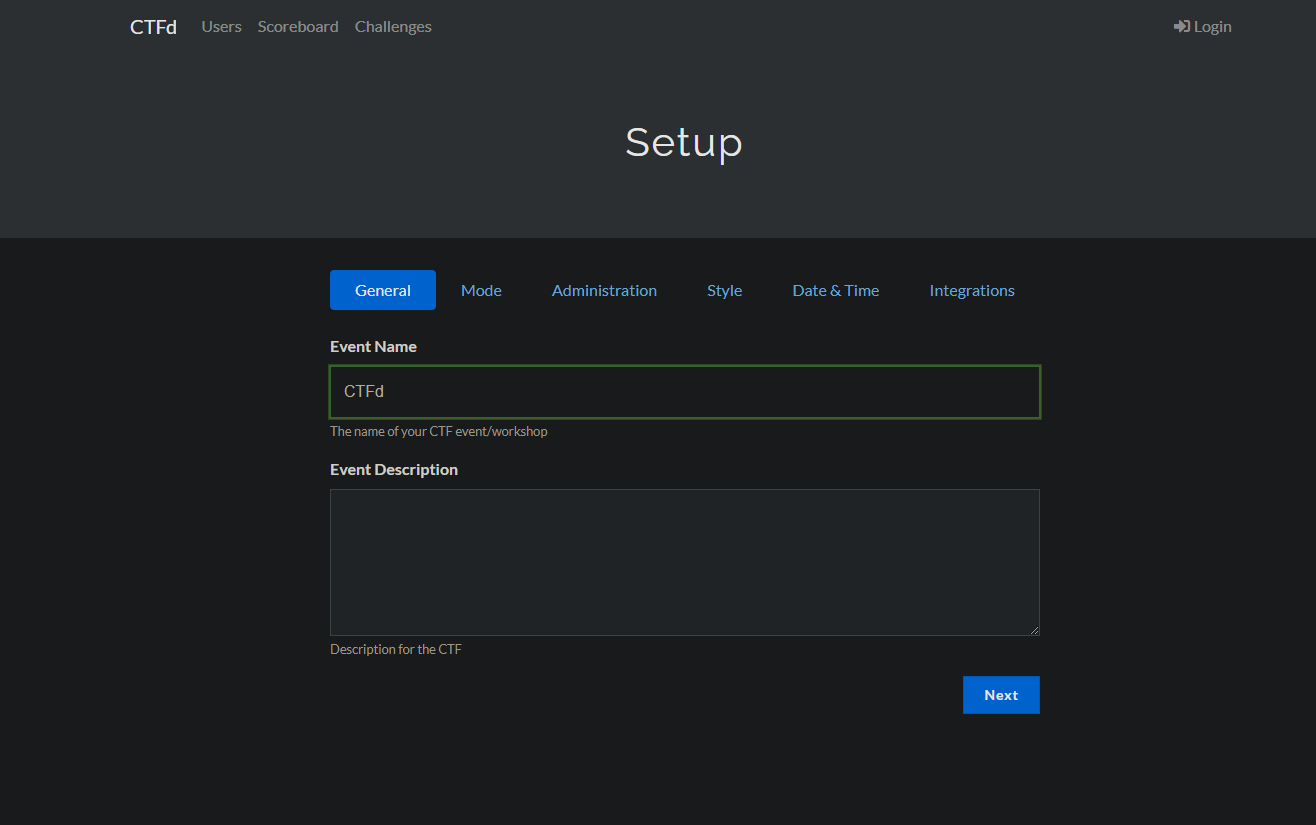 CTFd Users Scoreboard Challenges Login
Setup
General Mode Administration Style Date & Time Integrations
Event Name
CTFd
The name of your CTF event/workshop
Event Description
Description for the CTF
Next